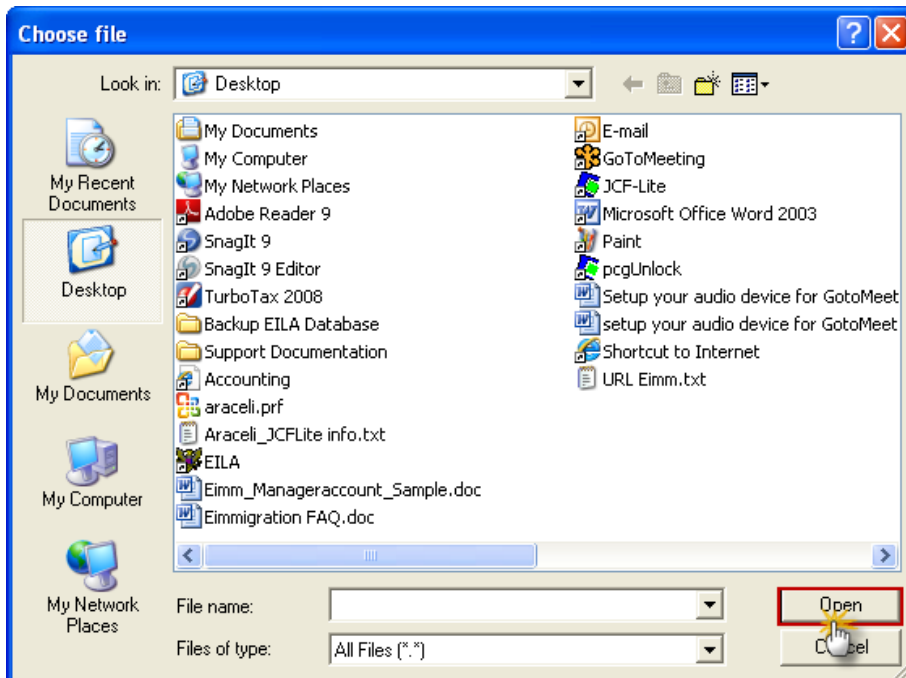 Choose file
Look in:
Desktop
My Recent
Documents
Desktop
My Documents
My Computer
My Network
Places
My Documents
My Computer
My Network Places
Adobe Reader 9
SnagIt 9
SnagIt 9 Editor
TurboTax 2008
Backup EILA Database
Support Documentation
Accounting
araceli.prf
Araceli_JCFLite info.txt
EILA
Eimm_Manageraccount_Sample.doc
Eimmigration FAQ.doc
E-mail
GoToMeeting
JCF-Lite
Microsoft Office Word 2003
Paint
pcgUnlock
Setup your audio device for GotoMeet
setup your audio device for GotoMeet
Shortcut to Internet
URL Eimm.txt
File name:
Open
Files of type:
All Files (*.*)
Cancel